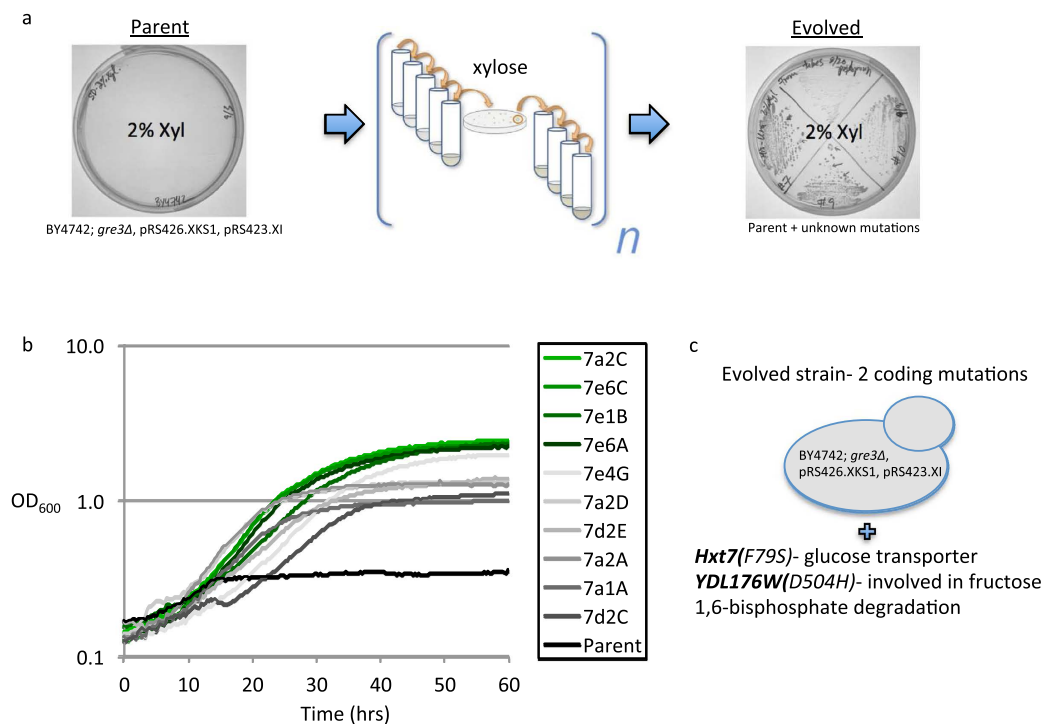 a
Parent
2% Xyl
BY4742
BY4742; gre3Δ, pRS426.XKS1, pRS423.XI
xylose
n
Evolved
2% Xyl
Parent + unknown mutations
b
10.0
1.0
0.1
OD600
0 10 20 30 40 50 60
Time (hrs)
7a2C
7e6C
7e1B
7e6A
7e4G
7a2D
7d2E
7a2A
7a1A
7d2C
Parent
c
Evolved strain- 2 coding mutations
BY4742; gre3Δ,
pRS426.XKS1, pRS423.XI
Hxt7(F79S)- glucose transporter
YDL176W(D504H)- involved in fructose
1,6-bisphosphate degradation